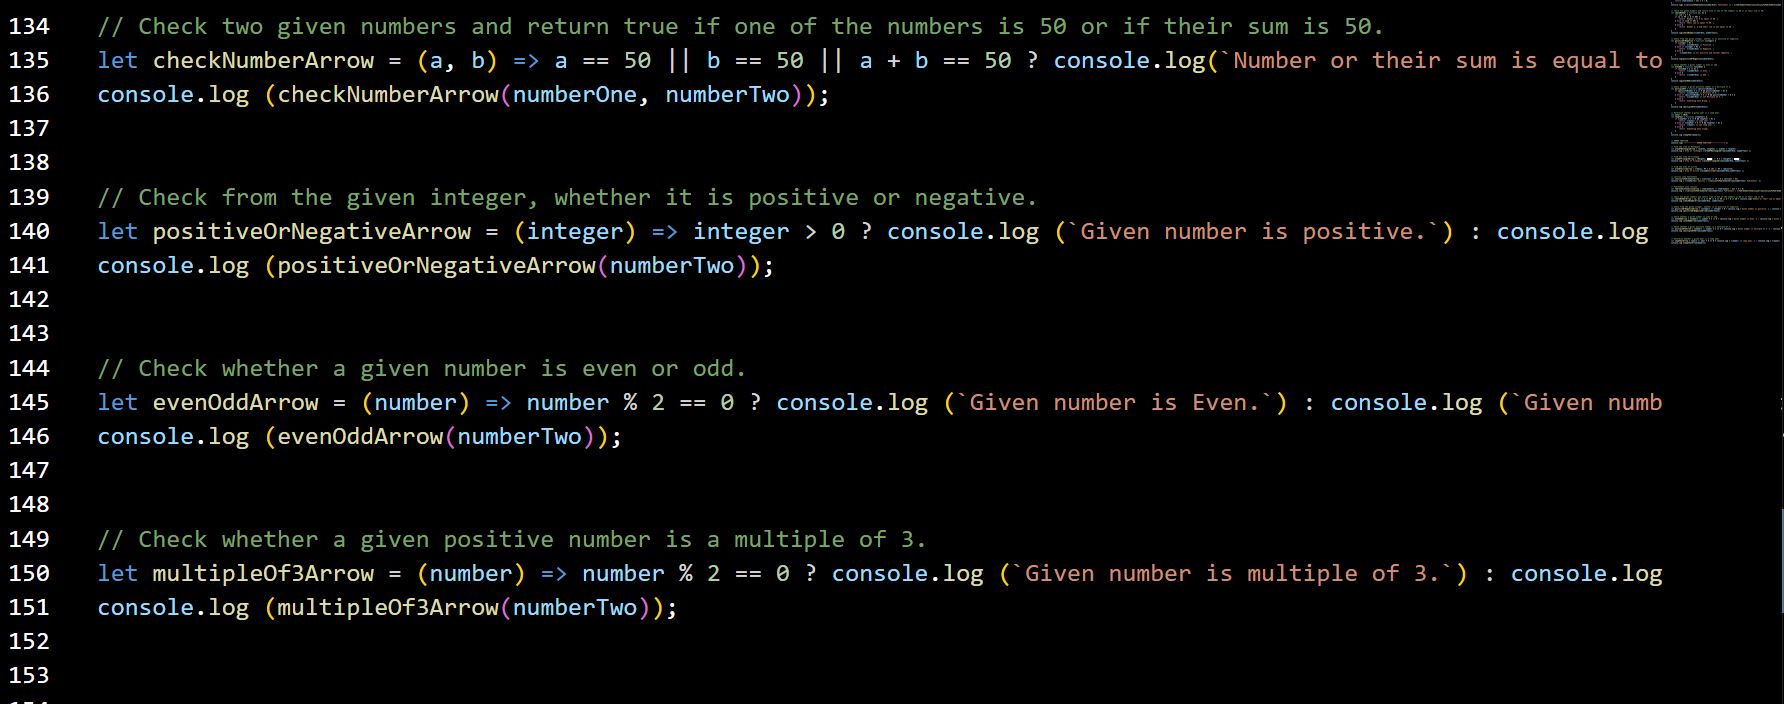 134 // Check two given numbers and return true if one of the numbers is 50 or if their sum is 50.
135 let checkNumberArrow = (a, b) => a == 50 || b == 50 || a + b == 50 ? console.log(`Number or their sum is equal to
136 console.log (checkNumberArrow(numberOne, numberTwo));
137
138
139 // Check from the given integer, whether it is positive or negative.
140 let positiveOrNegativeArrow = (integer) => integer > 0 ? console.log (`Given number is positive.`) : console.log
141 console.log (positiveOrNegativeArrow(numberTwo));
142
143
144 // Check whether a given number is even or odd.
145 let evenOddArrow = (number) => number % 2 == 0 ? console.log (`Given number is Even.`) : console.log (`Given numb
146 console.log (evenOddArrow(numberTwo));
147
148
149 // Check whether a given positive number is a multiple of 3.
150 let multipleOf3Arrow = (number) => number % 2 == 0 ? console.log (`Given number is multiple of 3.`) : console.log
151 console.log (multipleOf3Arrow(numberTwo));
152
153